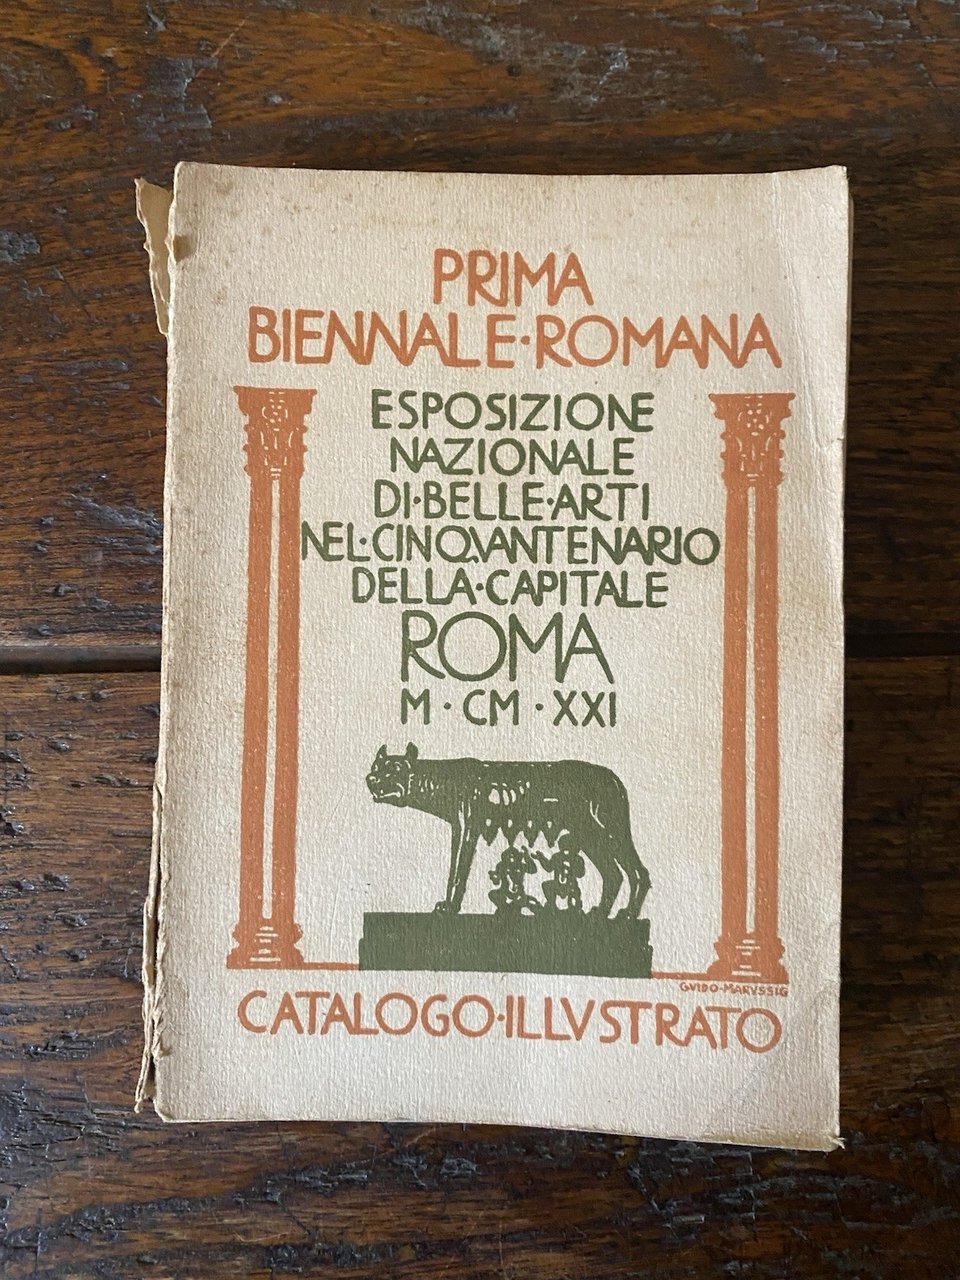 PRIMA
BIENNALE·ROMANA
ESPOSIZIONE
NAZIONALE
DI·BELLE·ARTI
NEL·CINQVANTENARIO
DELLA·CAPITALE
ROMA
M·CM·XXI
GVIDO·MARVSSIG
CATALOGO·ILLVSTRATO